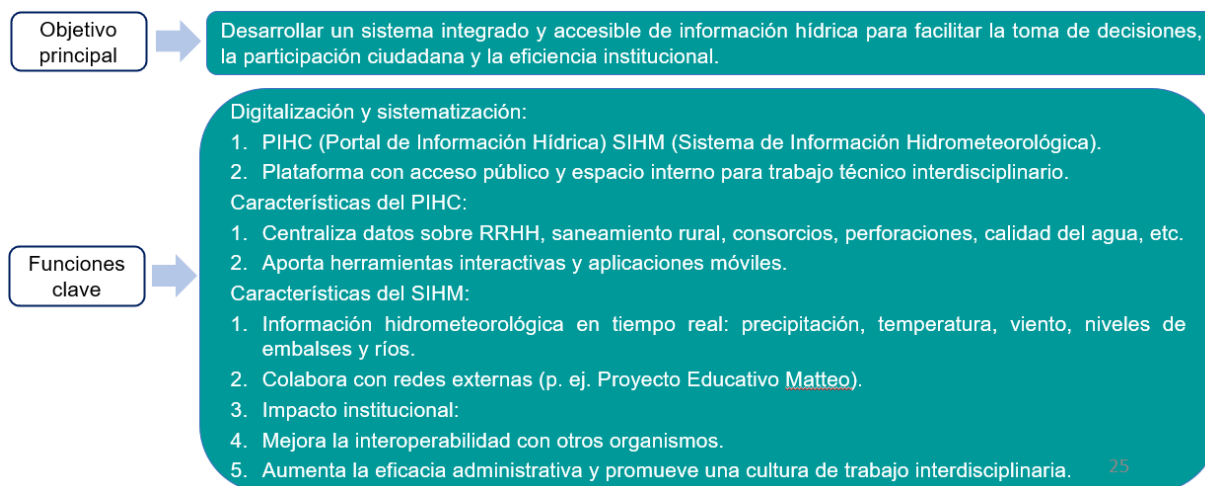 Objetivo
principal
Desarrollar un sistema integrado y accesible de información hídrica para facilitar la toma de decisiones,
la participación ciudadana y la eficiencia institucional.
Funciones
clave
Digitalización y sistematización:
1. PIHC (Portal de Información Hídrica) SIHM (Sistema de Información Hidrometeorológica).
2. Plataforma con acceso público y espacio interno para trabajo técnico interdisciplinario.
Características del PIHC:
1. Centraliza datos sobre RRHH, saneamiento rural, consorcios, perforaciones, calidad del agua, etc.
2. Aporta herramientas interactivas y aplicaciones móviles.
Características del SIHM:
1. Información hidrometeorológica en tiempo real: precipitación, temperatura, viento, niveles de
embalses y ríos.
2. Colabora con redes externas (p. ej. Proyecto Educativo Matteo).
3. Impacto institucional:
4. Mejora la interoperabilidad con otros organismos.
5. Aumenta la eficacia administrativa y promueve una cultura de trabajo interdisciplinaria.
25